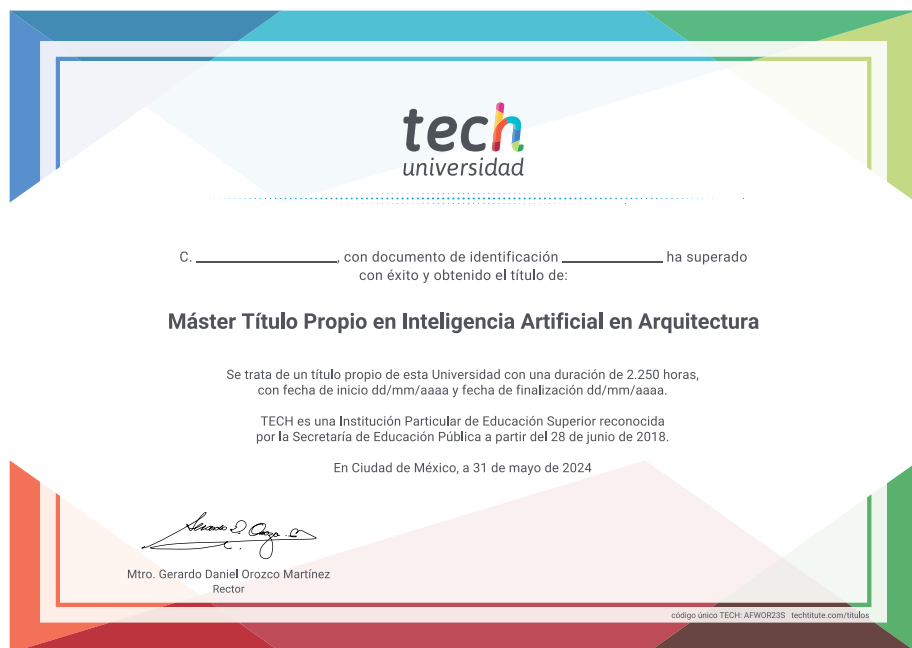 tech
universidad
C. ____________, con documento de identificación ____________ ha superado
con éxito y obtenido el título de:
Máster Título Propio en Inteligencia Artificial en Arquitectura
Se trata de un título propio de esta Universidad con una duración de 2.250 horas,
con fecha de inicio dd/mm/aaaa y fecha de finalización dd/mm/aaaa.
TECH es una Institución Particular de Educación Superior reconocida
por la Secretaría de Educación Pública a partir del 28 de junio de 2018.
En Ciudad de México, a 31 de mayo de 2024
Mtro. Gerardo Daniel Orozco Martínez
Rector
código único TECH: AFWOR23S techtitute.com/titulos